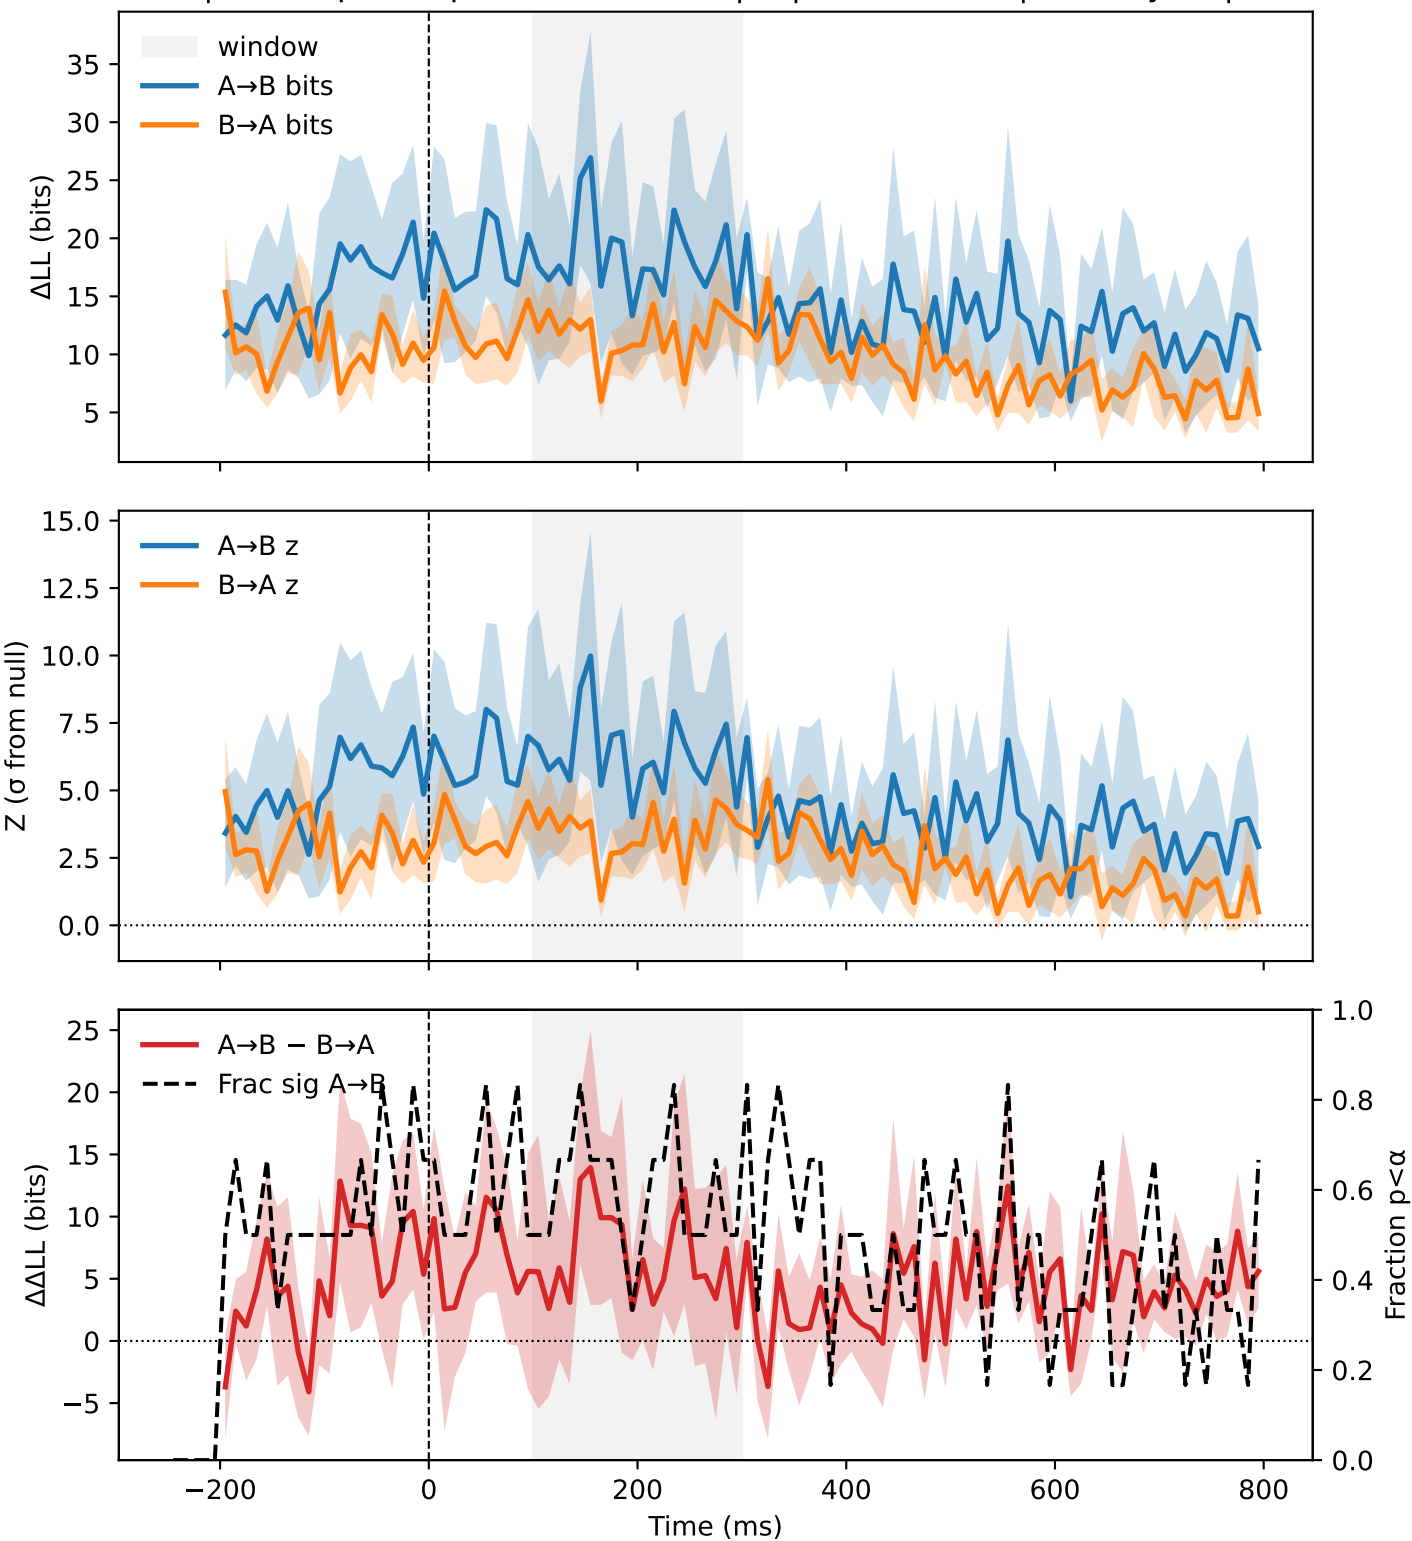 window
A→B bits
B→A bits
35
30
25
20
15
10
5
ΔLL (bits)
A→B z
B→A z
15.0
12.5
10.0
7.5
5.0
2.5
0.0
Z (σ from null)
A→B − B→A
Frac sig A→B
25
20
15
10
5
0
−5
ΔΔLL (bits)
1.0
0.8
0.6
0.4
0.2
0.0
Fraction p<α
−200 0 200 400 600 800
Time (ms)